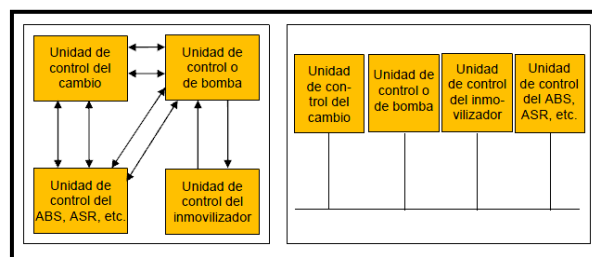 Unidad de
control del
cambio
Unidad de
control o
de bomba
Unidad de
control del
ABS, ASR, etc.
Unidad de
control del
inmovilizador
Unidad
de con-
trol del
cambio
Unidad de
control o
de bomba
Unidad
de control
del inmo-
vilizador
Unidad
de control
del ABS,
ASR, etc.